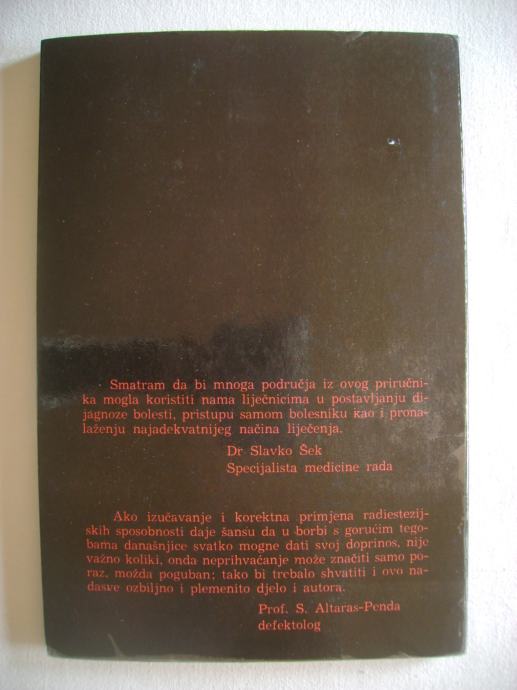 Smatram da bi mnoga područja iz ovog priručni-
ka mogla koristiti nama liječnicima u postavljanju di-
jagnoze bolesti, pristupu samom bolesniku kao i prona-
laženju najadekvatnijeg načina liječenja.
Dr Slavko Šek
Specijalista medicine rada
Ako izučavanje i korektna primjena radiestezij-
skih sposobnosti daje šansu da u borbi s gorućim tego-
bama današnjice svatko mogne dati svoj doprinos, nije
važno koliki, onda neprihvaćanje može značiti samo po-
raz, možda poguban; tako bi trebalo shvatiti i ovo na-
dasve ozbiljno i plemenito djelo i autora.
Prof. S. Altaras-Penda
defektolog